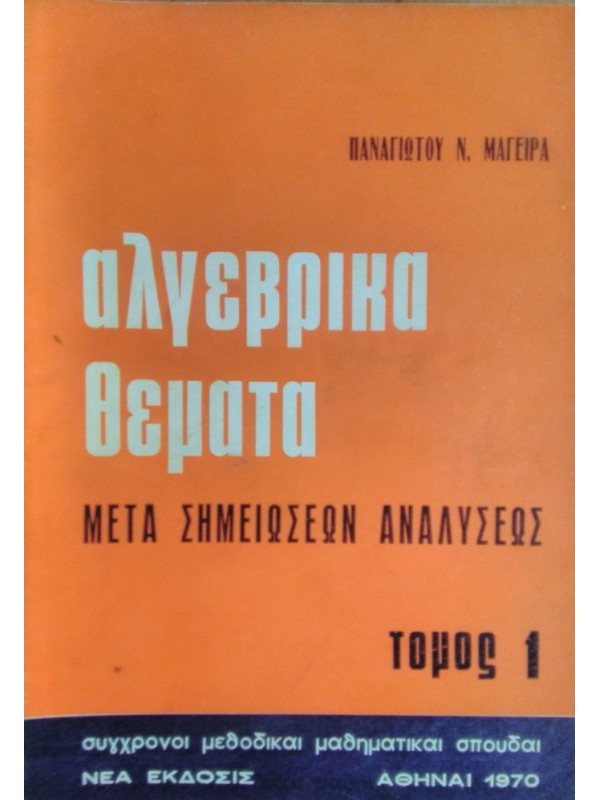 ΠΑΝΑΓΙΩΤΟΥ Ν. ΜΑΓΕΙΡΑ
αλγεβρικα
θεματα
ΜΕΤΑ ΣΗΜΕΙΩΣΕΩΝ ΑΝΑΛΥΣΕΩΣ
τομος 1
συγχρονοι μεθοδικαι μαθηματικαι σπουδαι
ΝΕΑ ΕΚΔΟΣΙΣ ΑΘΗΝΑΙ 1970